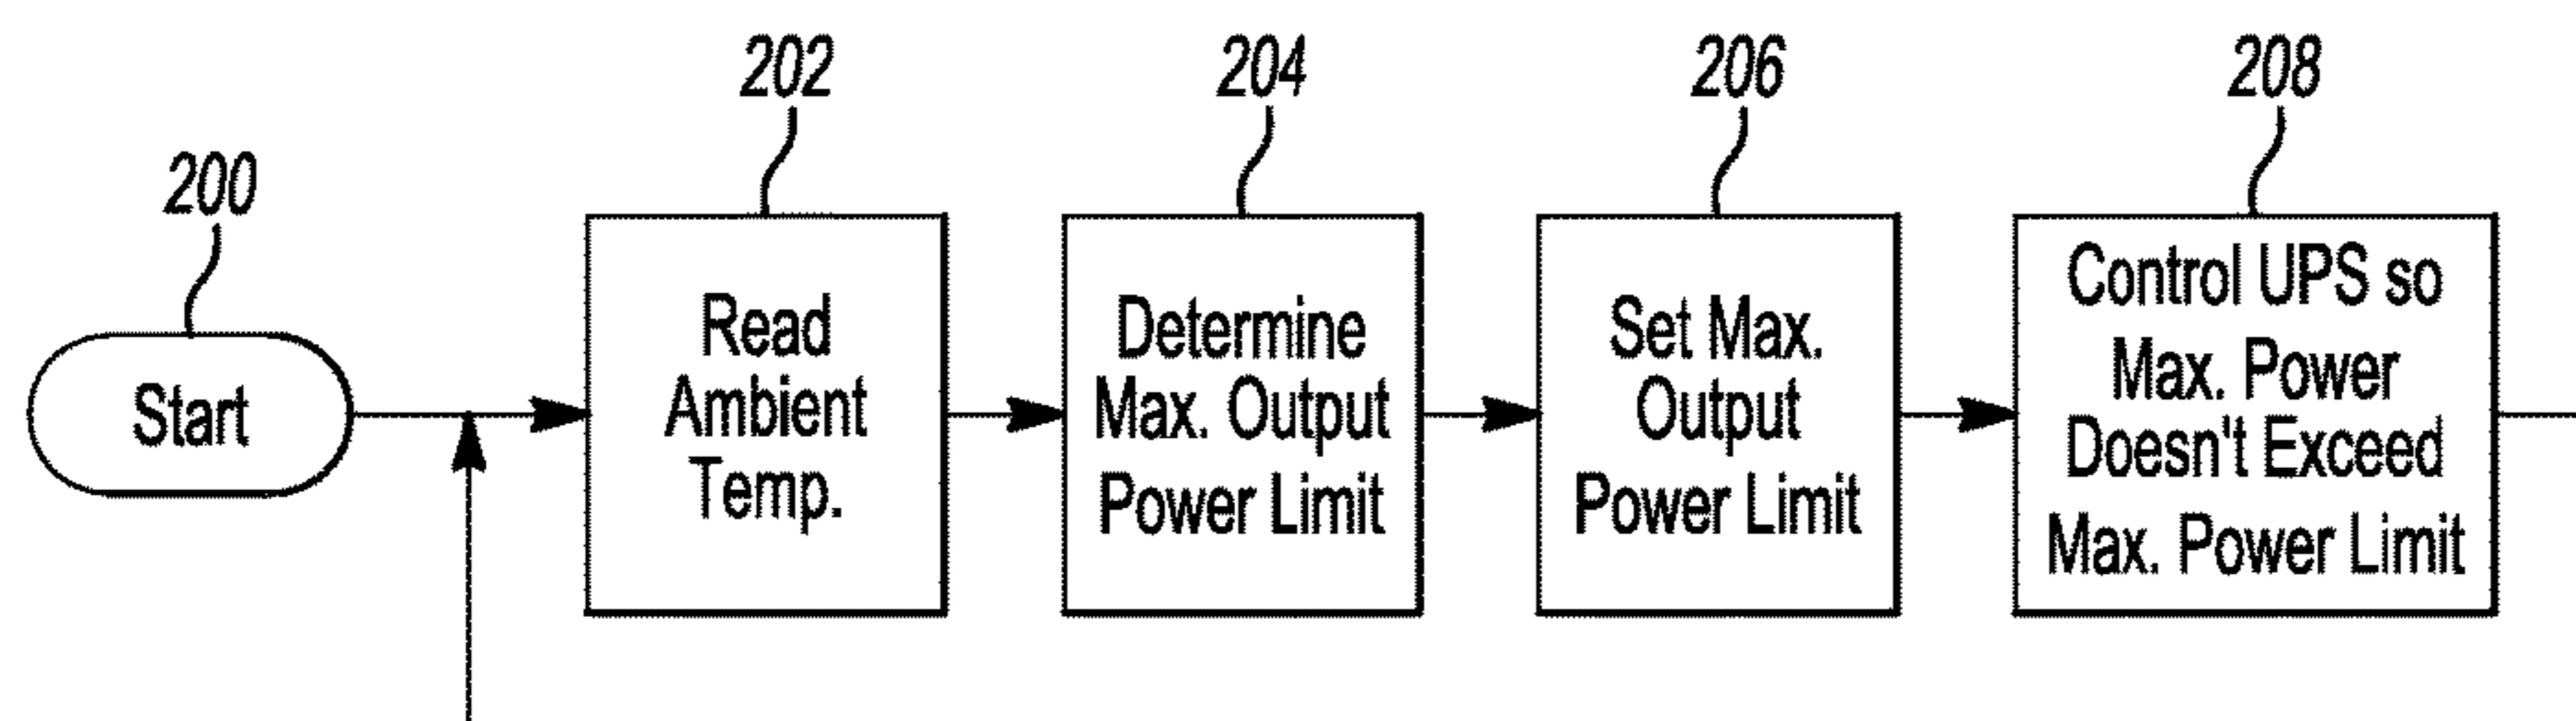 200
Start
202
Read
Ambient
Temp.
204
Determine
Max. Output
Power Limit
206
Set Max.
Output
Power Limit
208
Control UPS so
Max. Power
Doesn't Exceed
Max. Power Limit